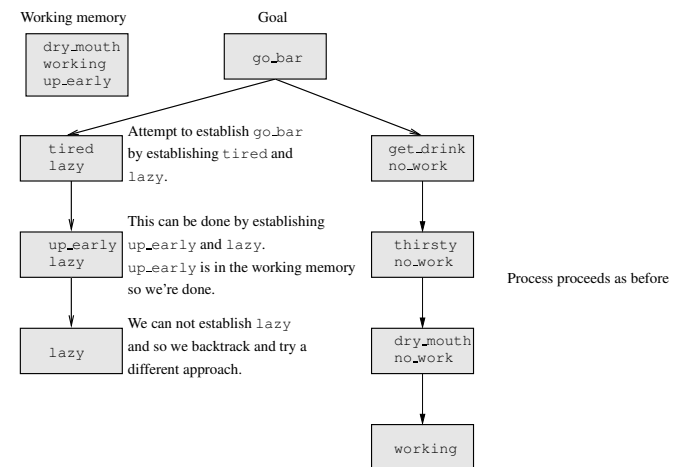 Working memory
Goal
dry_mouth
working
up_early
go_bar
tired
lazy
Attempt to establish go_bar
by establishing tired and
lazy.
get_drink
no_work
up_early
lazy
This can be done by establishing
up_early and lazy.
up_early is in the working memory
so we're done.
thirsty
no_work
Process proceeds as before
lazy
We can not establish lazy
and so we backtrack and try a
different approach.
dry_mouth
no_work
working